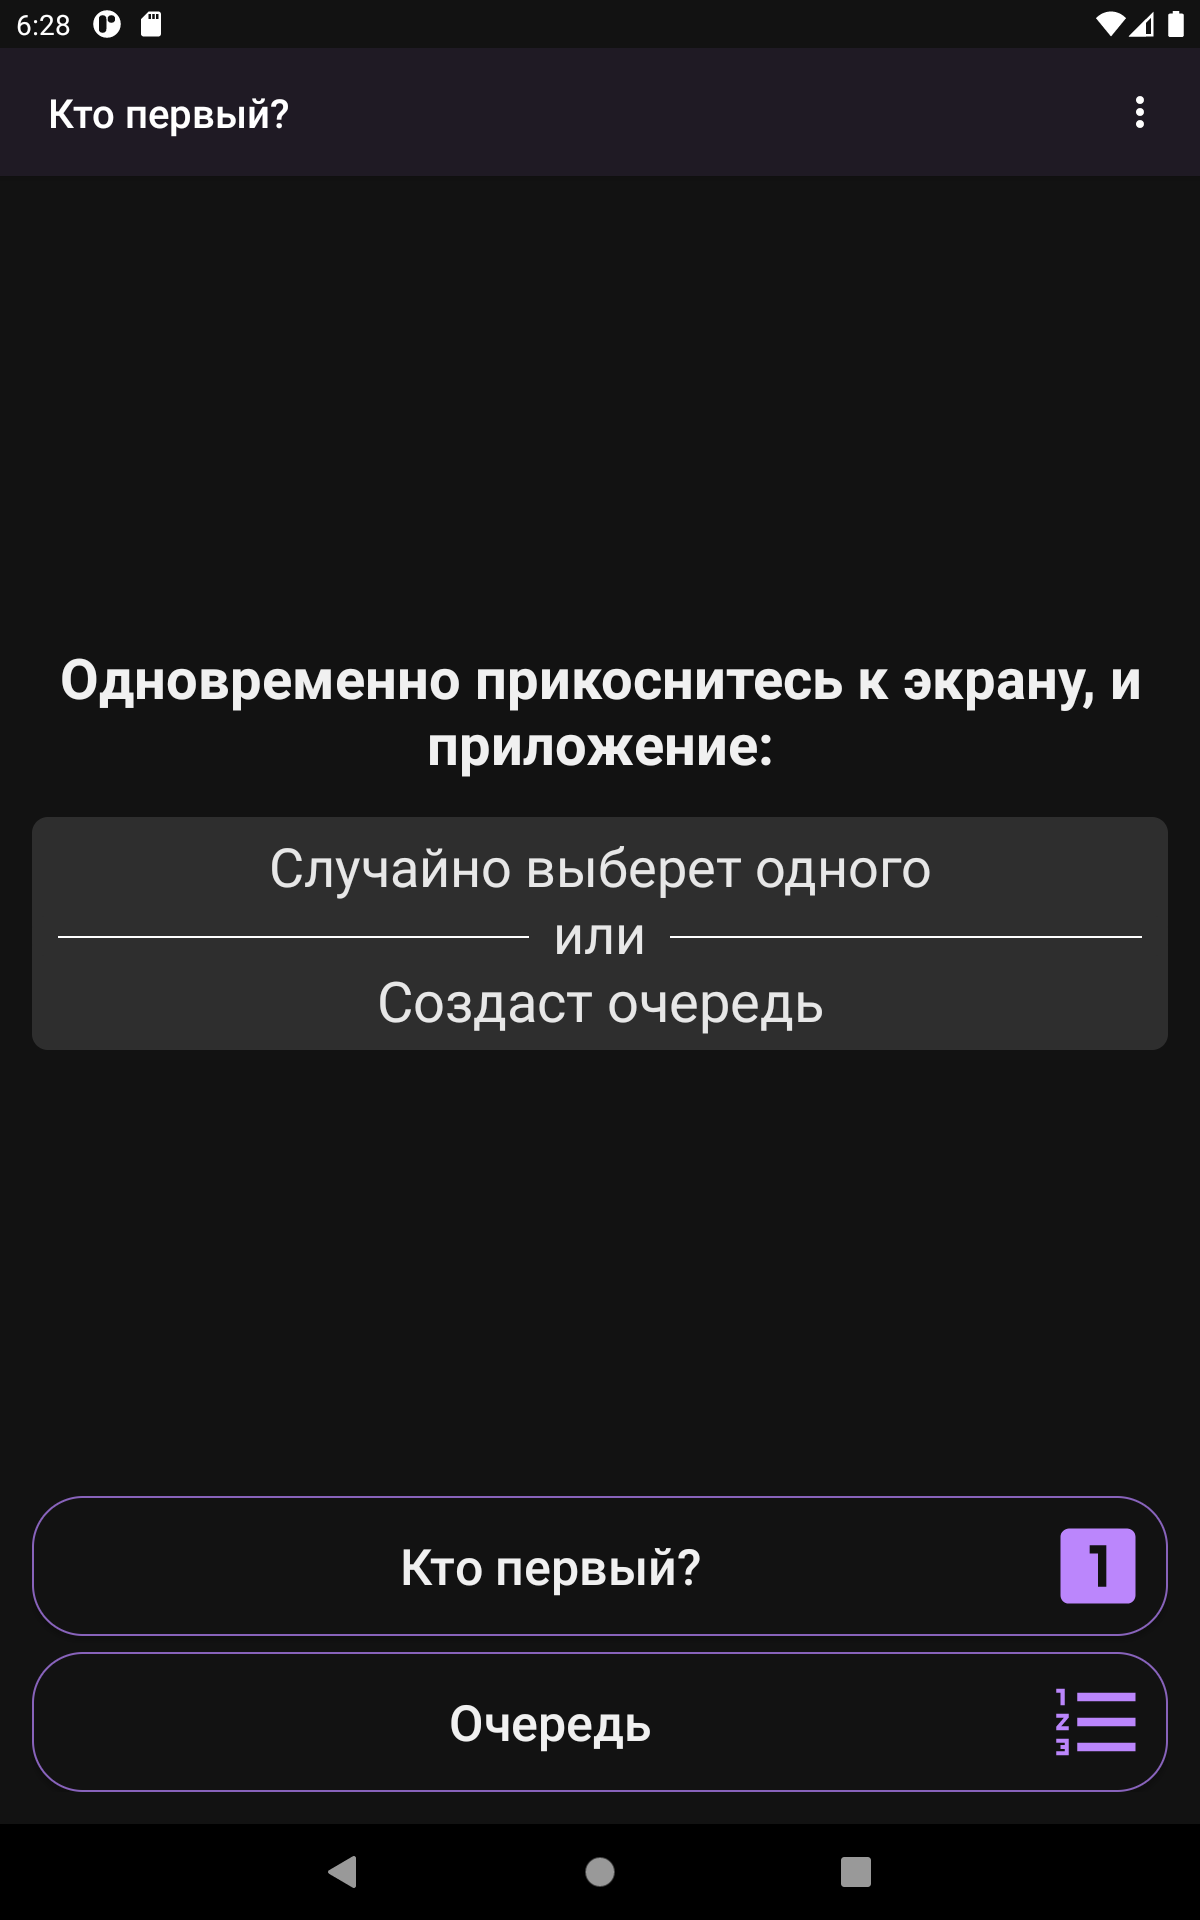 6:28
Кто первый?
Одновременно прикоснитесь к экрану, и
приложение:
Случайно выберет одного
или
Создаст очередь
Кто первый?
1
Очередь
1
2
3